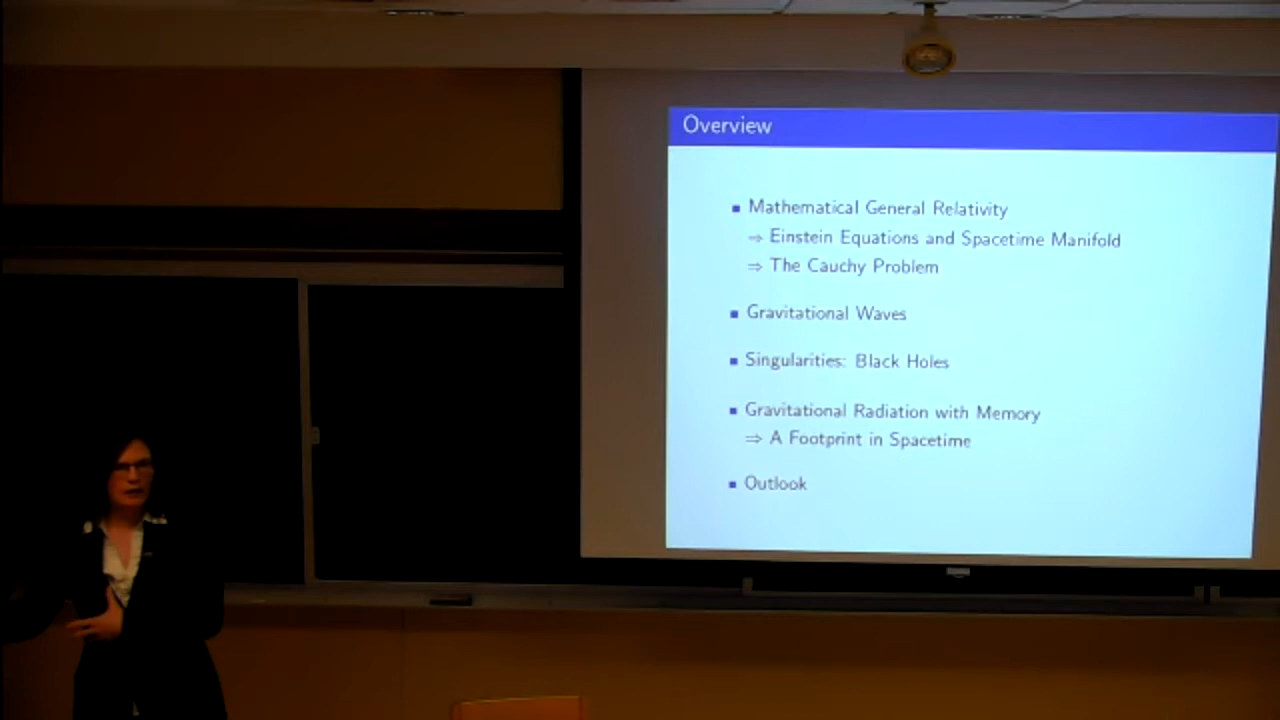 Overview
▪ Mathematical General Relativity
⇒ Einstein Equations and Spacetime Manifold
⇒ The Cauchy Problem
▪ Gravitational Waves
▪ Singularities: Black Holes
▪ Gravitational Radiation with Memory
⇒ A Footprint in Spacetime
▪ Outlook